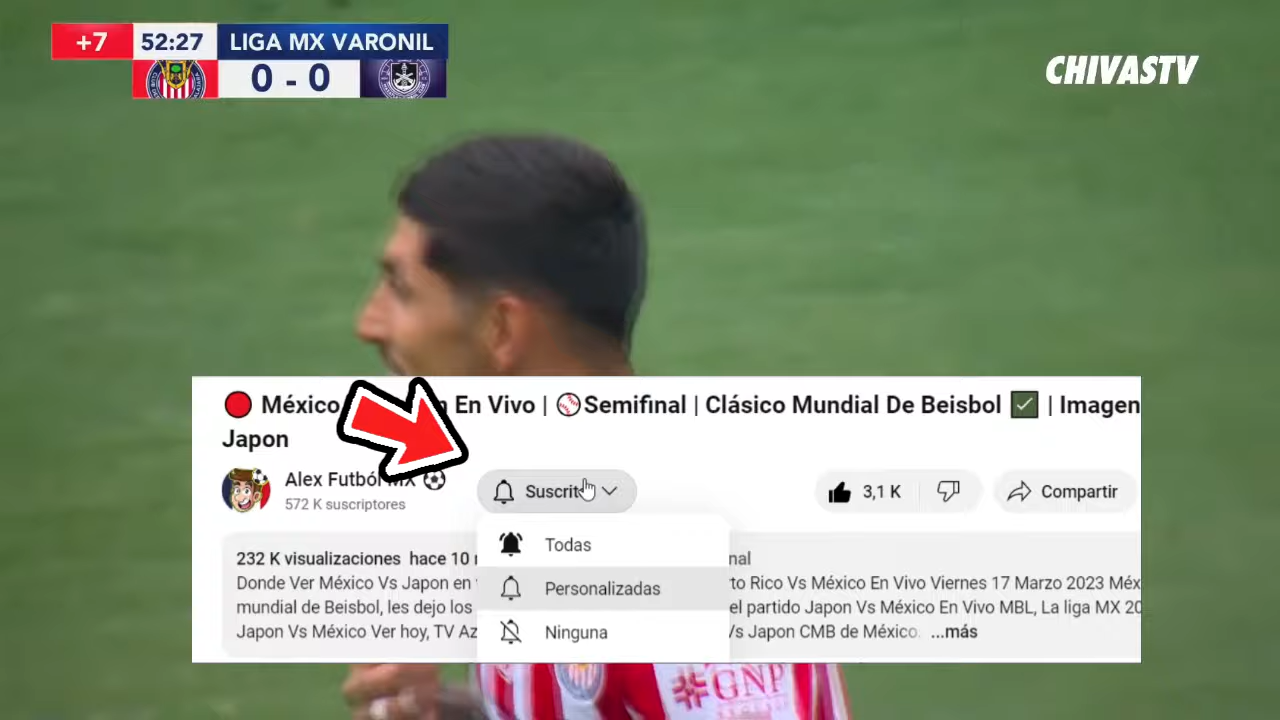 +7 52:27 LIGA MX VARONIL
0 - 0
CHIVASTV
México En Vivo | Semifinal | Clásico Mundial De Beisbol | Imagen
Japon
Alex Futból MX
572 K suscriptores
Suscrito
3,1 K
Compartir
Todas
Personalizadas
Ninguna
232 K visualizaciones hace 10
Donde Ver México Vs Japon en
rto Rico Vs México En Vivo Viernes 17 Marzo 2023 Méx
mundial de Beisbol, les dejo los
el partido Japon Vs México En Vivo MBL, La liga MX 20
Japon Vs México Ver hoy, TV Az
Vs Japon CMB de México. ...más
GNP